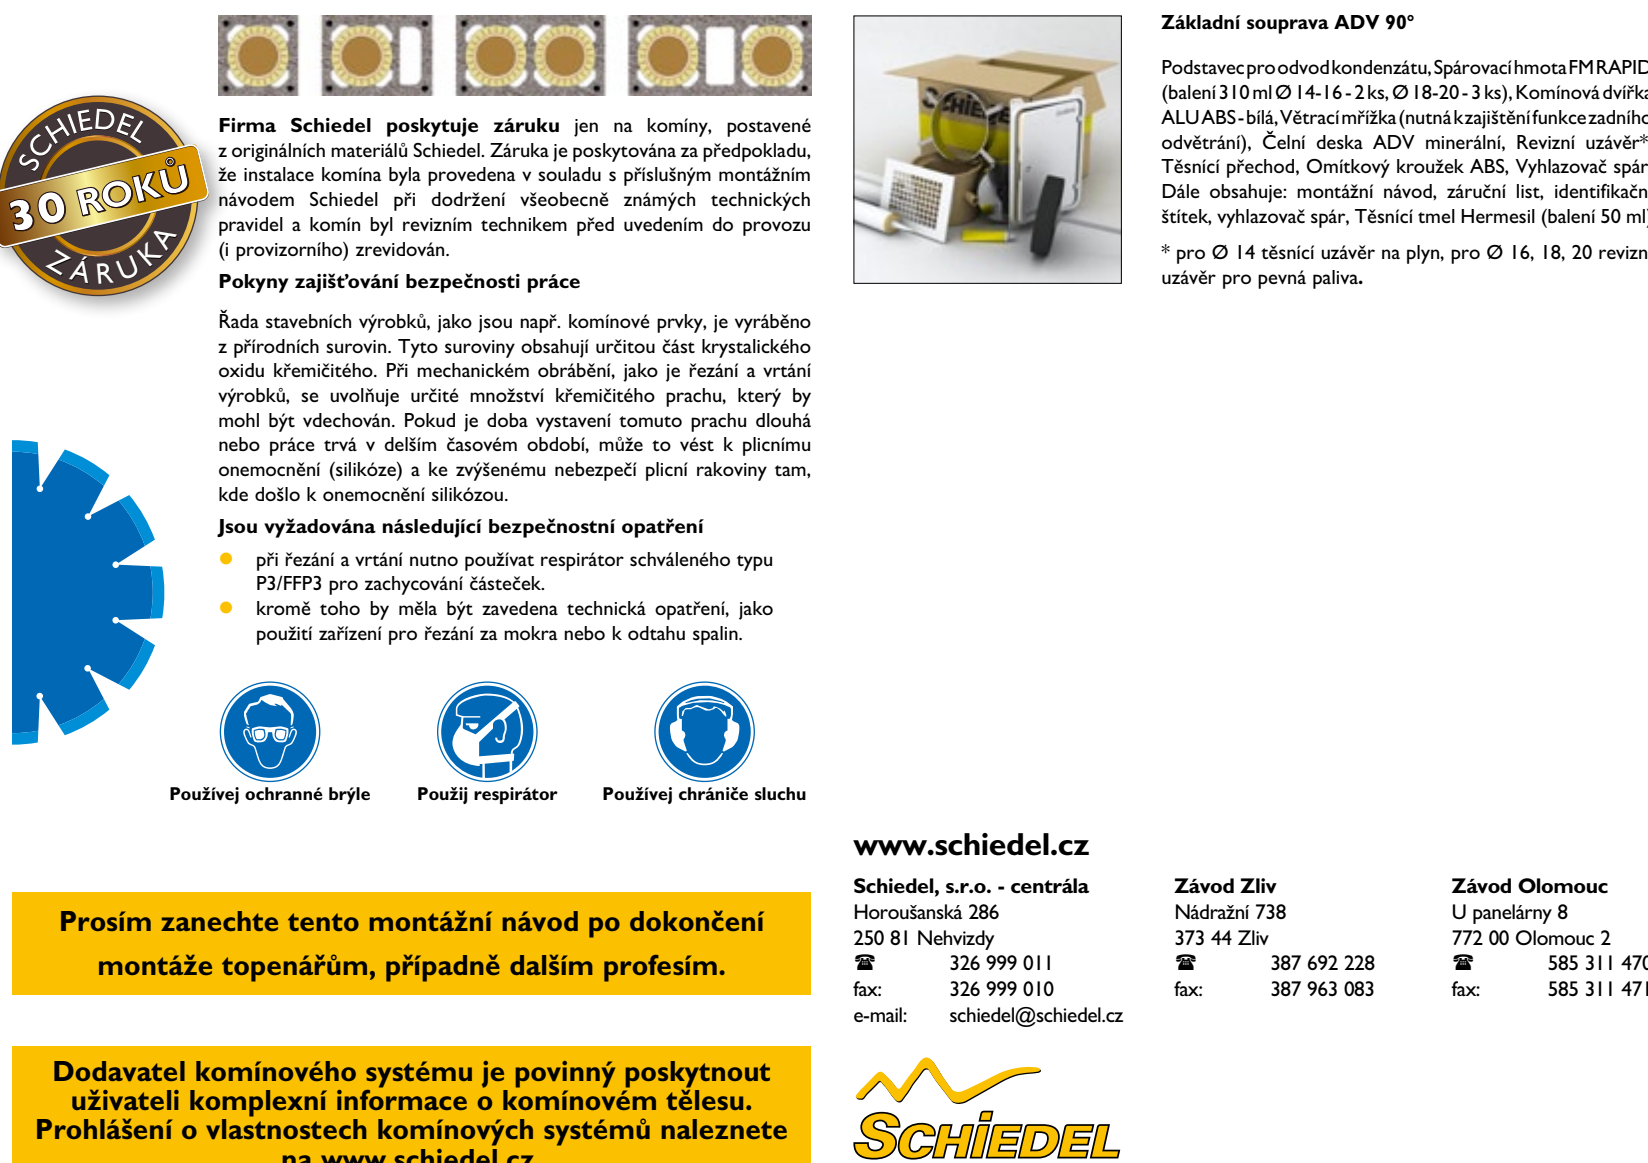 SCHIEDEL
30 ROKŮ
ZÁRUKA
Firma Schiedel poskytuje záruku jen na komíny, postavené
z originálních materiálů Schiedel. Záruka je poskytována za předpokladu,
že instalace komína byla provedena v souladu s příslušným montážním
návodem Schiedel při dodržení všeobecně známých technických
pravidel a komín byl revizním technikem před uvedením do provozu
(i provizorního) zrevidován.
Pokyny zajišťování bezpečnosti práce
Řada stavebních výrobků, jako jsou např. komínové prvky, je vyráběno
z přírodních surovin. Tyto suroviny obsahují určitou část krystalického
oxidu křemičitého. Při mechanickém obrábění, jako je řezání a vrtání
výrobků, se uvolňuje určité množství křemičitého prachu, který by
mohl být vdechován. Pokud je doba vystavení tomuto prachu dlouhá
nebo práce trvá v delším časovém období, může to vést k plicnímu
onemocnění (silikóze) a ke zvýšenému nebezpečí plicní rakoviny tam,
kde došlo k onemocnění silikózou.
Jsou vyžadována následující bezpečnostní opatření
při řezání a vrtání nutno používat respirátor schváleného typu
P3/FFP3 pro zachycování částeček.
kromě toho by měla být zavedena technická opatření, jako
použití zařízení pro řezání za mokra nebo k odtahu spalin.
Používej ochranné brýle
Použij respirátor
Používej chrániče sluchu
Prosím zanechte tento montážní návod po dokončení
montáže topenářům, případně dalším profesím.
Dodavatel komínového systému je povinný poskytnout
uživateli komplexní informace o komínovém tělesu.
Prohlášení o vlastnostech komínových systémů naleznete
na www.schiedel.cz
Základní souprava ADV 90°
Podstavec pro odvod kondenzátu, Spárovací hmota FM RAPID
(balení 310 ml Ø 14-16 - 2 ks, Ø 18-20 - 3 ks), Komínová dvířka
ALU ABS - bílá, Větrací mřížka (nutná k zajištění funkce zadního
odvětrání), Čelní deska ADV minerální, Revizní uzávěr*
Těsnící přechod, Omítkový kroužek ABS, Vyhlazovač spár
Dále obsahuje: montážní návod, záruční list, identifikačn
štítek, vyhlazovač spár, Těsnící tmel Hermesil (balení 50 ml)
* pro Ø 14 těsnící uzávěr na plyn, pro Ø 16, 18, 20 revizn
uzávěr pro pevná paliva.
www.schiedel.cz
Schiedel, s.r.o. - centrála
Horoušanská 286
250 81 Nehvizdy
☎ 326 999 011
fax: 326 999 010
e-mail: schiedel@schiedel.cz
Závod Zliv
Nádražní 738
373 44 Zliv
☎ 387 692 228
fax: 387 963 083
Závod Olomouc
U panelárny 8
772 00 Olomouc 2
☎ 585 311 470
fax: 585 311 471
SCHIEDEL